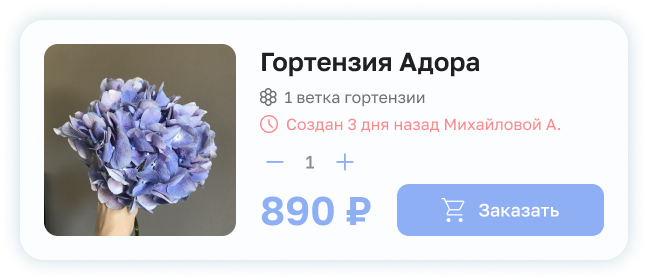 Гортензия Адора
1 ветка гортензии
Создан 3 дня назад Михайловой А.
— 1 +
890 ₽
Заказать